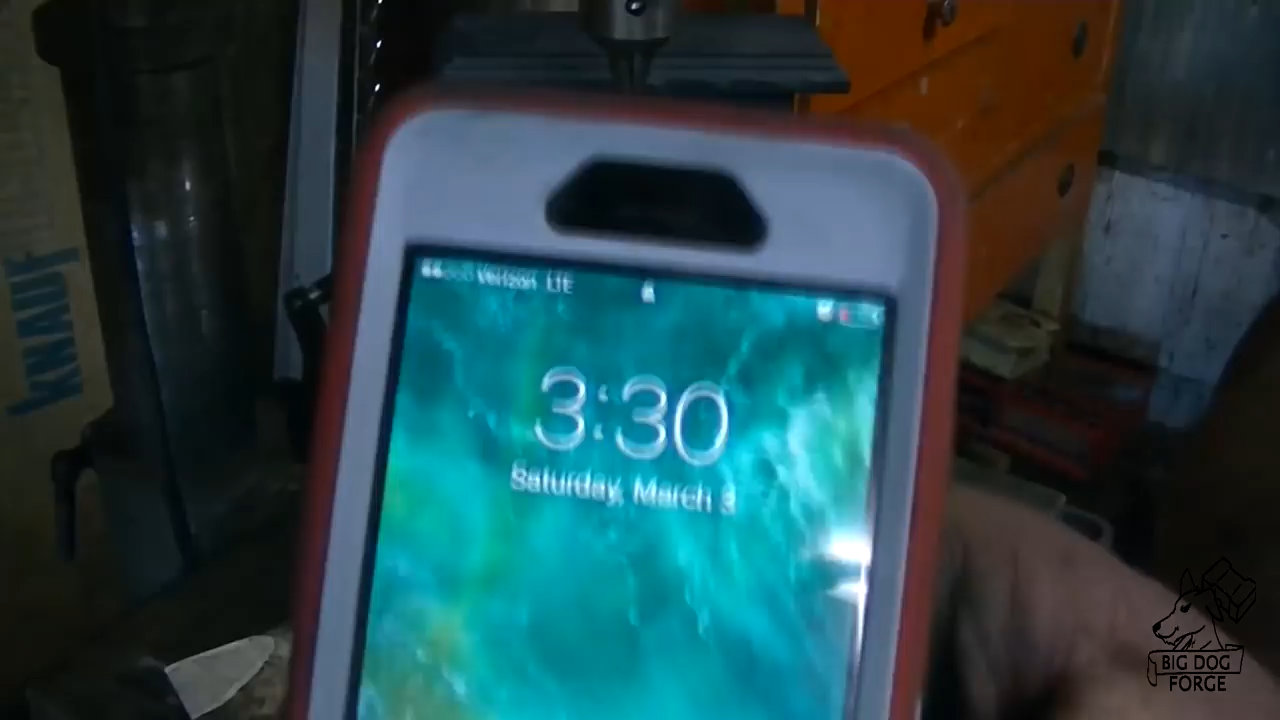 Verizon LTE
3:30
Saturday, March 3
KNAUF
BIG DOG
FORGE